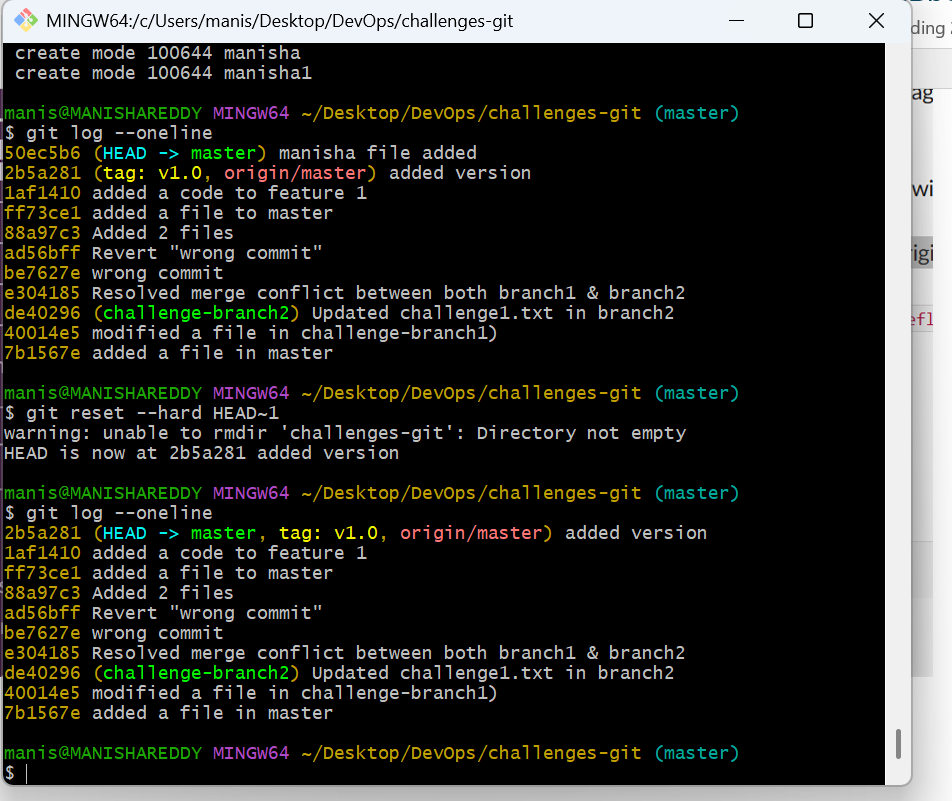 MINGW64:/c/Users/manis/Desktop/DevOps/challenges-git
create mode 100644 manisha
create mode 100644 manisha1
manis@MANISHAREDDY MINGW64 ~/Desktop/DevOps/challenges-git (master)
$ git log --oneline
50ec5b6 (HEAD -> master) manisha file added
2b5a281 (tag: v1.0, origin/master) added version
1af1410 added a code to feature 1
ff73ce1 added a file to master
88a97c3 Added 2 files
ad56bff Revert "wrong commit"
be7627e wrong commit
e304185 Resolved merge conflict between both branch1 & branch2
de40296 (challenge-branch2) Updated challenge1.txt in branch2
40014e5 modified a file in challenge-branch1)
7b1567e added a file in master
manis@MANISHAREDDY MINGW64 ~/Desktop/DevOps/challenges-git (master)
$ git reset --hard HEAD~1
warning: unable to rmdir 'challenges-git': Directory not empty
HEAD is now at 2b5a281 added version
manis@MANISHAREDDY MINGW64 ~/Desktop/DevOps/challenges-git (master)
$ git log --oneline
2b5a281 (HEAD -> master, tag: v1.0, origin/master) added version
1af1410 added a code to feature 1
ff73ce1 added a file to master
88a97c3 Added 2 files
ad56bff Revert "wrong commit"
be7627e wrong commit
e304185 Resolved merge conflict between both branch1 & branch2
de40296 (challenge-branch2) Updated challenge1.txt in branch2
40014e5 modified a file in challenge-branch1)
7b1567e added a file in master
manis@MANISHAREDDY MINGW64 ~/Desktop/DevOps/challenges-git (master)
$